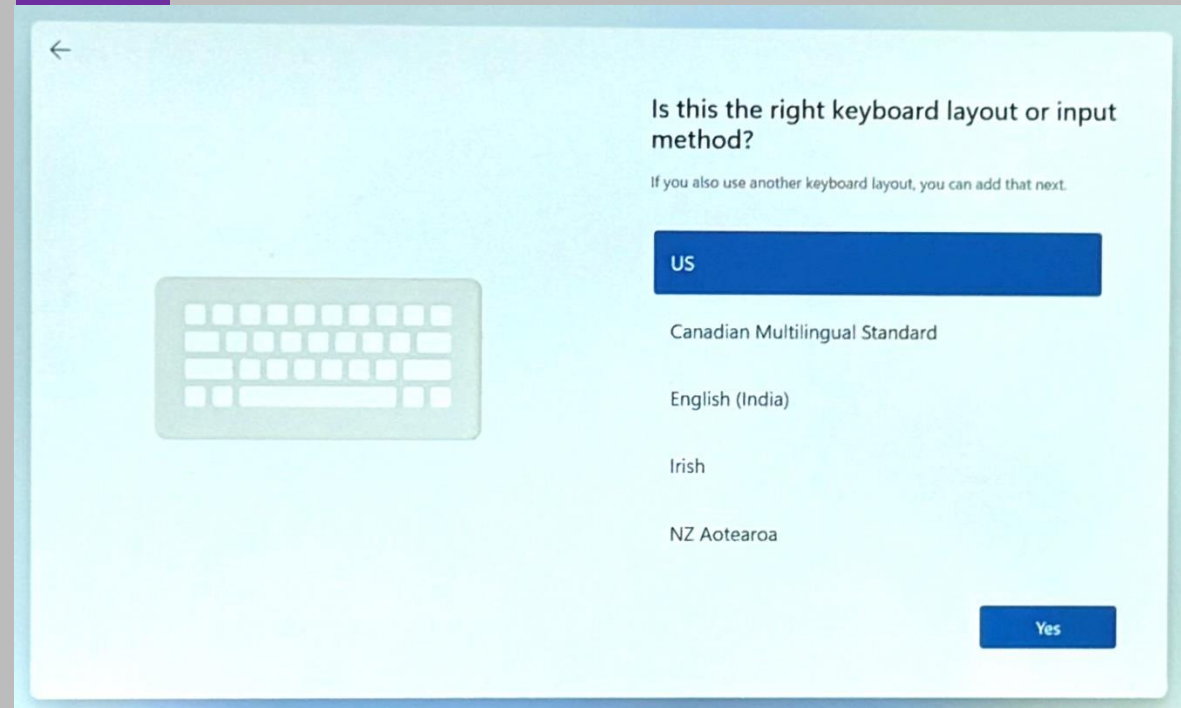 Is this the right keyboard layout or input
method?
If you also use another keyboard layout, you can add that next.
US
Canadian Multilingual Standard
English (India)
Irish
NZ Aotearoa
Yes